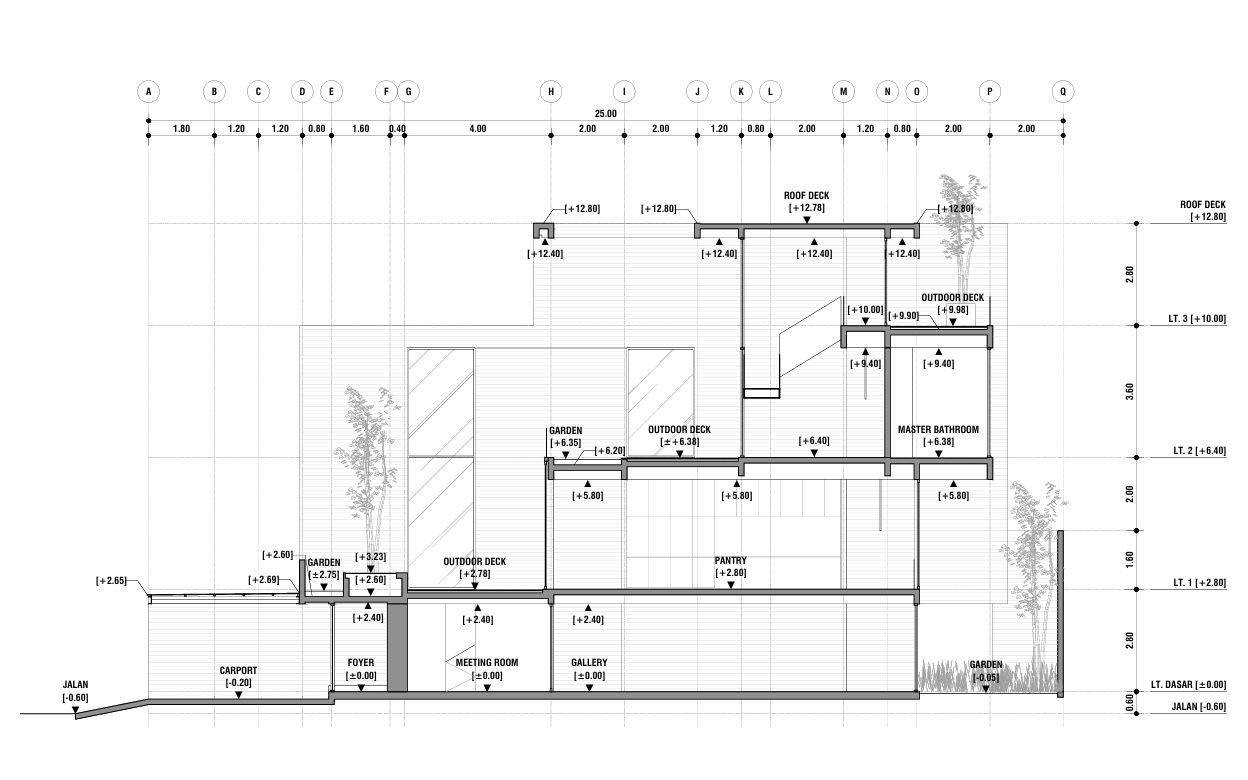 A B C D E F G H I J K L M N O P Q
25.00
1.80 1.20 1.20 0.80 1.60 0.40 4.00 2.00 2.00 1.20 0.80 2.00 1.20 0.80 2.00 2.00
ROOF DECK
[+12.78]
ROOF DECK
[+12.80]
[+12.80] [+12.80] [+12.80]
[+12.40] [+12.40] [+12.40] [+12.40]
2.80
OUTDOOR DECK
[+9.98]
[+10.00]
[+9.90]
LT. 3 [+10.00]
[+9.40] [+9.40]
3.60
GARDEN
[+6.35]
[+6.20]
OUTDOOR DECK
[±+6.38]
[+6.40]
MASTER BATHROOM
[+6.38]
LT. 2 [+6.40]
[+5.80] [+5.80] [+5.80]
2.00
1.60
[+2.60]
GARDEN
[±2.75]
[+3.23]
[+2.60]
OUTDOOR DECK
[+2.78]
PANTRY
[+2.80]
LT. 1 [+2.80]
[+2.65] [+2.69]
[+2.40] [+2.40] [+2.40]
2.80
JALAN
[-0.60]
CARPORT
[-0.20]
FOYER
[±0.00]
MEETING ROOM
[±0.00]
GALLERY
[±0.00]
GARDEN
[-0.05]
LT. DASAR [±0.00]
0.60
JALAN [-0.60]